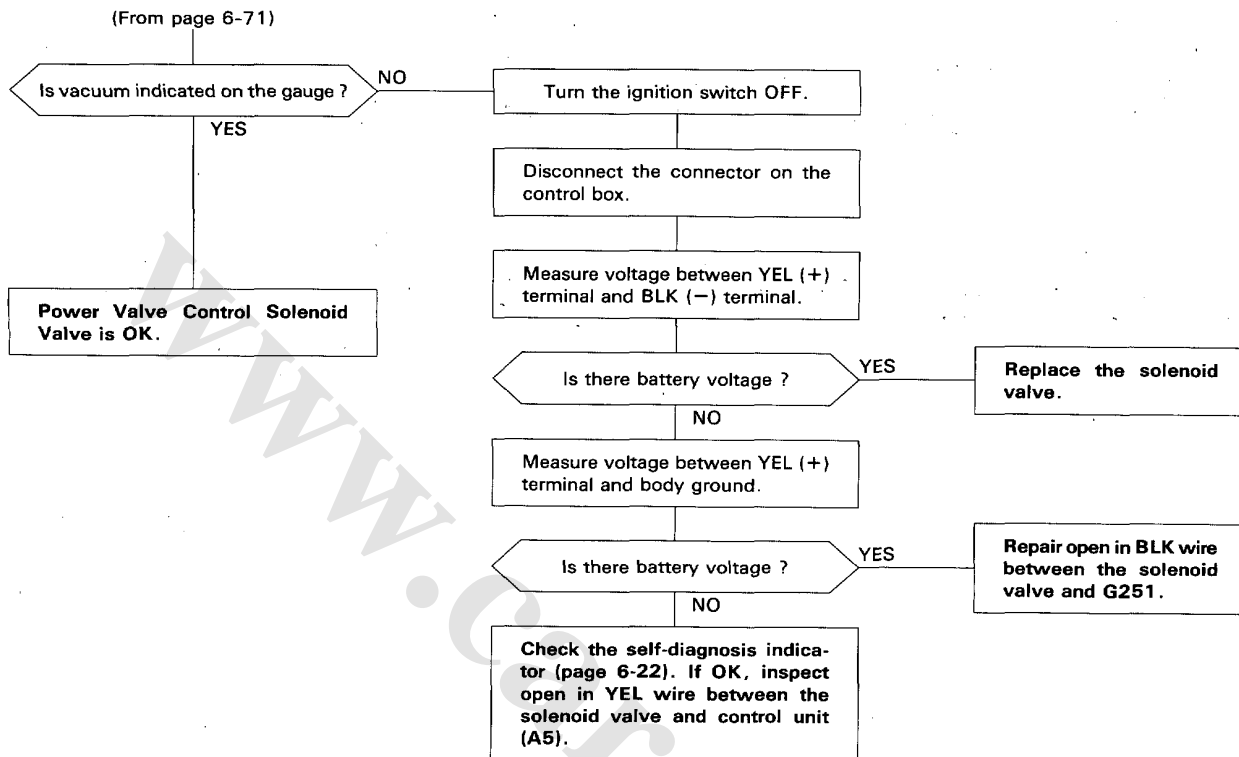 (From page 6-71)
Is vacuum indicated on the gauge ?
NO
YES
Power Valve Control Solenoid
Valve is OK.
Turn the ignition switch OFF.
Disconnect the connector on the
control box.
Measure voltage between YEL (+)
terminal and BLK (−) terminal.
Is there battery voltage ?
YES
Replace the solenoid
valve.
NO
Measure voltage between YEL (+)
terminal and body ground.
Is there battery voltage ?
YES
Repair open in BLK wire
between the solenoid
valve and G251.
NO
Check the self-diagnosis indica-
tor (page 6-22). If OK, inspect
open in YEL wire between the
solenoid valve and control unit
(A5).
www.car